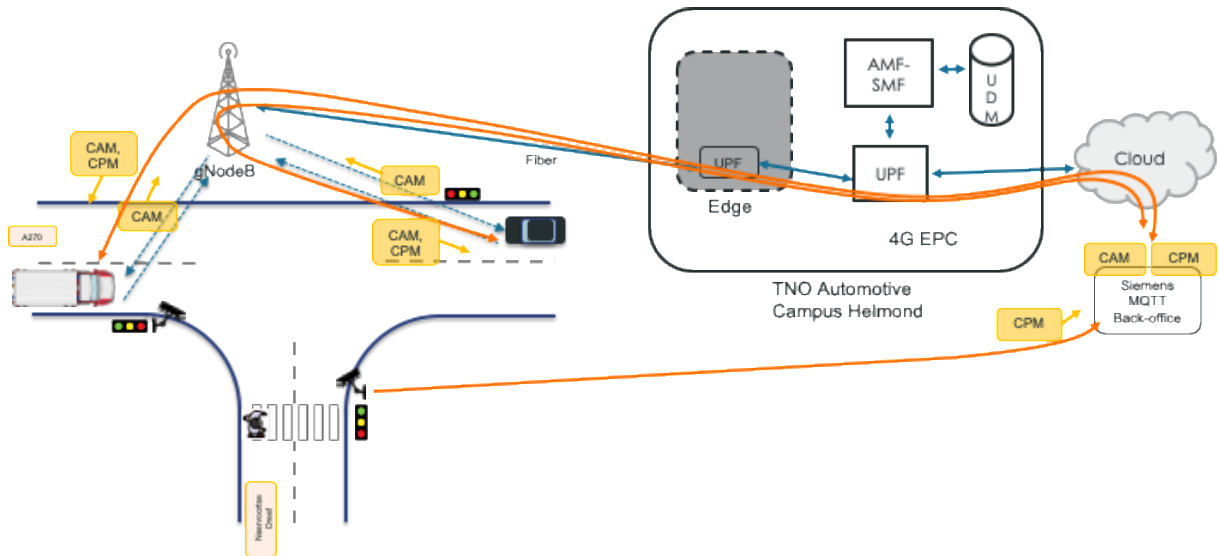 AMF-
SMF
U
D
M
CAM,
CPM
gNodeB
Fiber
UPF
UPF
Cloud
CAM
CAM,
Edge
CAM,
CPM
4G EPC
A270
CAM
CPM
TNO Automotive
Campus Helmond
Siemens
MQTT
Back-office
CPM
Dreef